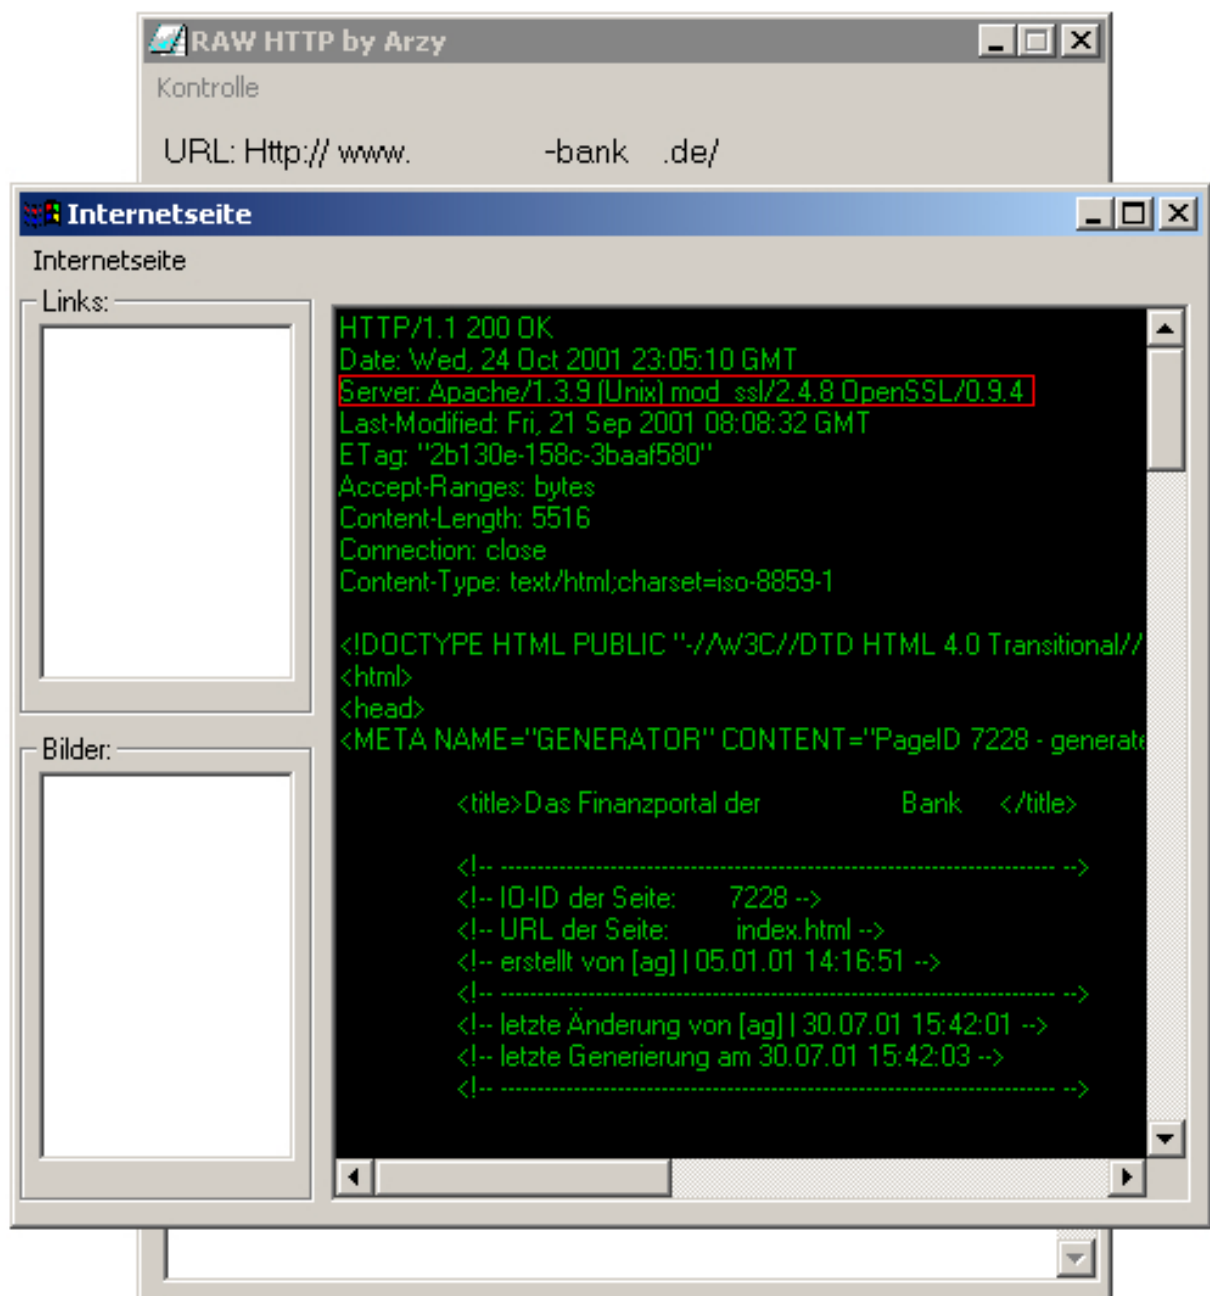 RAW HTTP by Arzy
Kontrolle
URL: Http:// www. -bank .de/
Internetseite
Internetseite
Links:
HTTP/1.1 200 OK
Date: Wed, 24 Oct 2001 23:05:10 GMT
Server: Apache/1.3.9 (Unix) mod_ssl/2.4.8 OpenSSL/0.9.4
Last-Modified: Fri, 21 Sep 2001 08:08:32 GMT
ETag: "2b130e-158c-3baaf580"
Accept-Ranges: bytes
Content-Length: 5516
Connection: close
Content-Type: text/html;charset=iso-8859-1
<!DOCTYPE HTML PUBLIC "-//W3C//DTD HTML 4.0 Transitional//
<html>
<head>
<META NAME="GENERATOR" CONTENT="PageID 7228 - generate
Bilder:
<title>Das Finanzportal der Bank </title>
<!-- ------------------------------------------------------------------------------ -->
<!-- IO-ID der Seite: 7228 -->
<!-- URL der Seite: index.html -->
<!-- erstellt von [ag] | 05.01.01 14:16:51 -->
<!-- ------------------------------------------------------------------------------ -->
<!-- letzte Änderung von [ag] | 30.07.01 15:42:01 -->
<!-- letzte Generierung am 30.07.01 15:42:03 -->
<!-- ------------------------------------------------------------------------------ -->